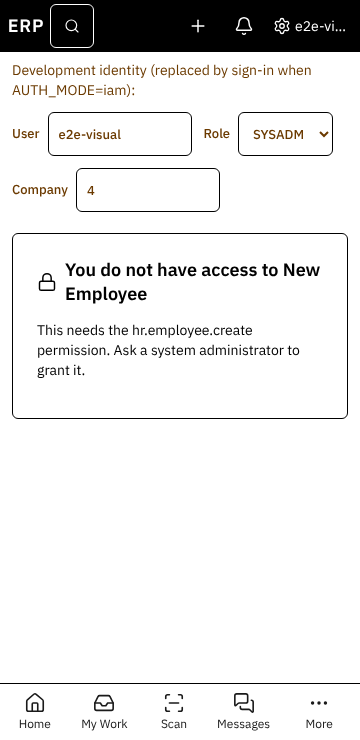 ERP
e2e-vi...
Development identity (replaced by sign-in when
AUTH_MODE=iam):
User e2e-visual Role SYSADM
Company 4
You do not have access to New
Employee
This needs the hr.employee.create
permission. Ask a system administrator to
grant it.
Home My Work Scan Messages More